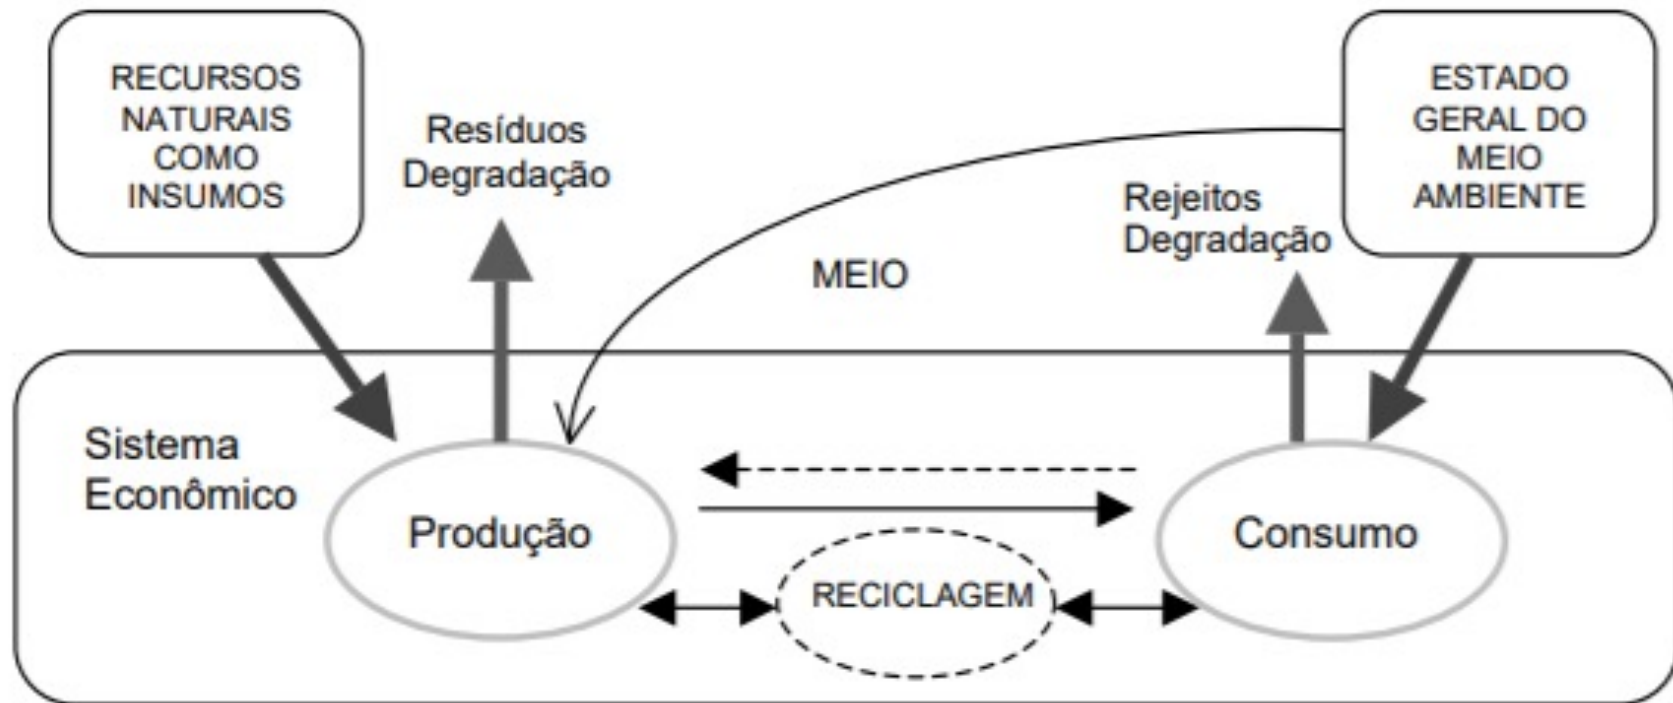 RECURSOS
NATURAIS
COMO
INSUMOS
Resíduos
Degradação
MEIO
Rejeitos
Degradação
ESTADO
GERAL DO
MEIO
AMBIENTE
Sistema
Econômico
Produção
RECICLAGEM
Consumo